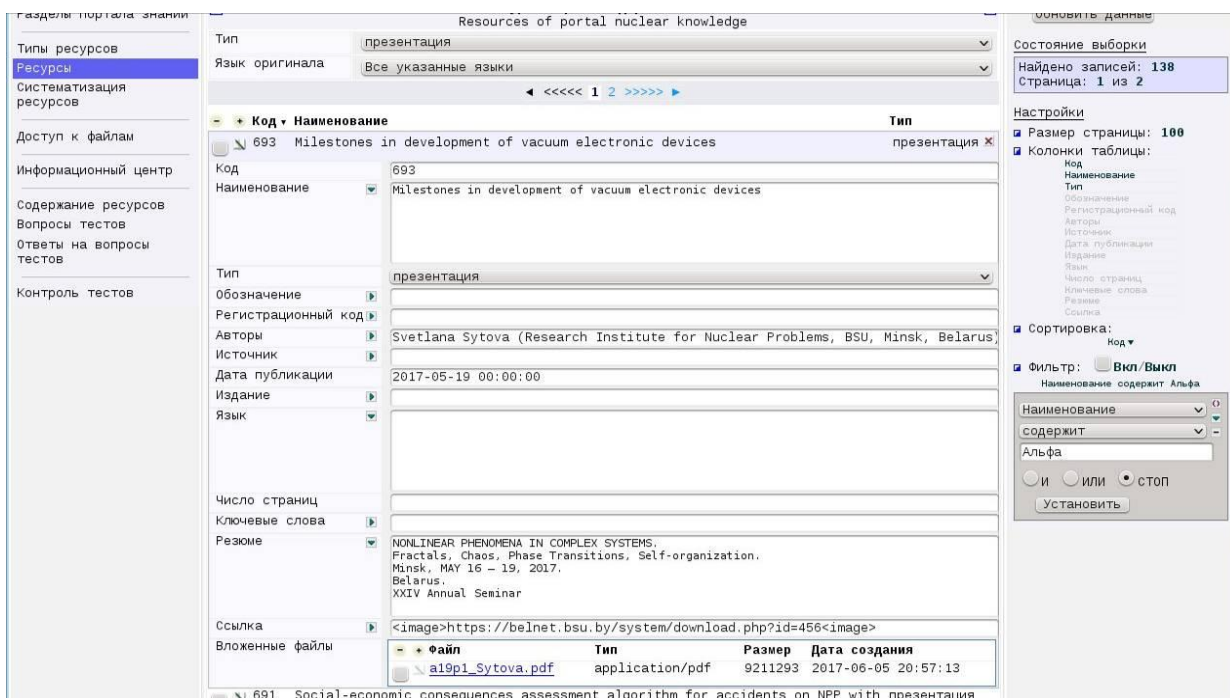 Разделы портала знаний
Типы ресурсов
Ресурсы
Систематизация
ресурсов
Доступ к файлам
Информационный центр
Содержание ресурсов
Вопросы тестов
Ответы на вопросы
тестов
Контроль тестов
Resources of portal nuclear knowledge
Тип презентация
Язык оригинала Все указанные языки
◄ <<<<< 1 2 >>>>> ►
- + Код ▾ Наименование Тип
693 Milestones in development of vacuum electronic devices презентация
Код 693
Наименование Milestones in development of vacuum electronic devices
Тип презентация
Обозначение
Регистрационный код
Авторы Svetlana Sytova (Research Institute for Nuclear Problems, BSU, Minsk, Belarus)
Источник
Дата публикации 2017-05-19 00:00:00
Издание
Язык
Число страниц
Ключевые слова
Резюме NONLINEAR PHENOMENA IN COMPLEX SYSTEMS.
Fractals, Chaos, Phase Transitions, Self-organization.
Minsk, MAY 16 – 19, 2017.
Belarus.
XXIV Annual Seminar
Ссылка <image>https://belnet.bsu.by/system/download.php?id=456<image>
Вложенные файлы - + Файл Тип Размер Дата создания
a19p1_Sytova.pdf application/pdf 9211293 2017-06-05 20:57:13
691 Social-economic consequences assessment algorithm for accidents on NPP with презентация
обновить данные
Состояние выборки
Найдено записей: 138
Страница: 1 из 2
Настройки
Размер страницы: 100
Колонки таблицы:
Код
Наименование
Тип
Обозначение
Регистрационный код
Авторы
Источник
Дата публикации
Издание
Язык
Число страниц
Ключевые слова
Резюме
Ссылка
Сортировка:
Код ▾
Фильтр: Вкл/Выкл
Наименование содержит Альфа
Наименование
содержит
Альфа
и или стоп
Установить